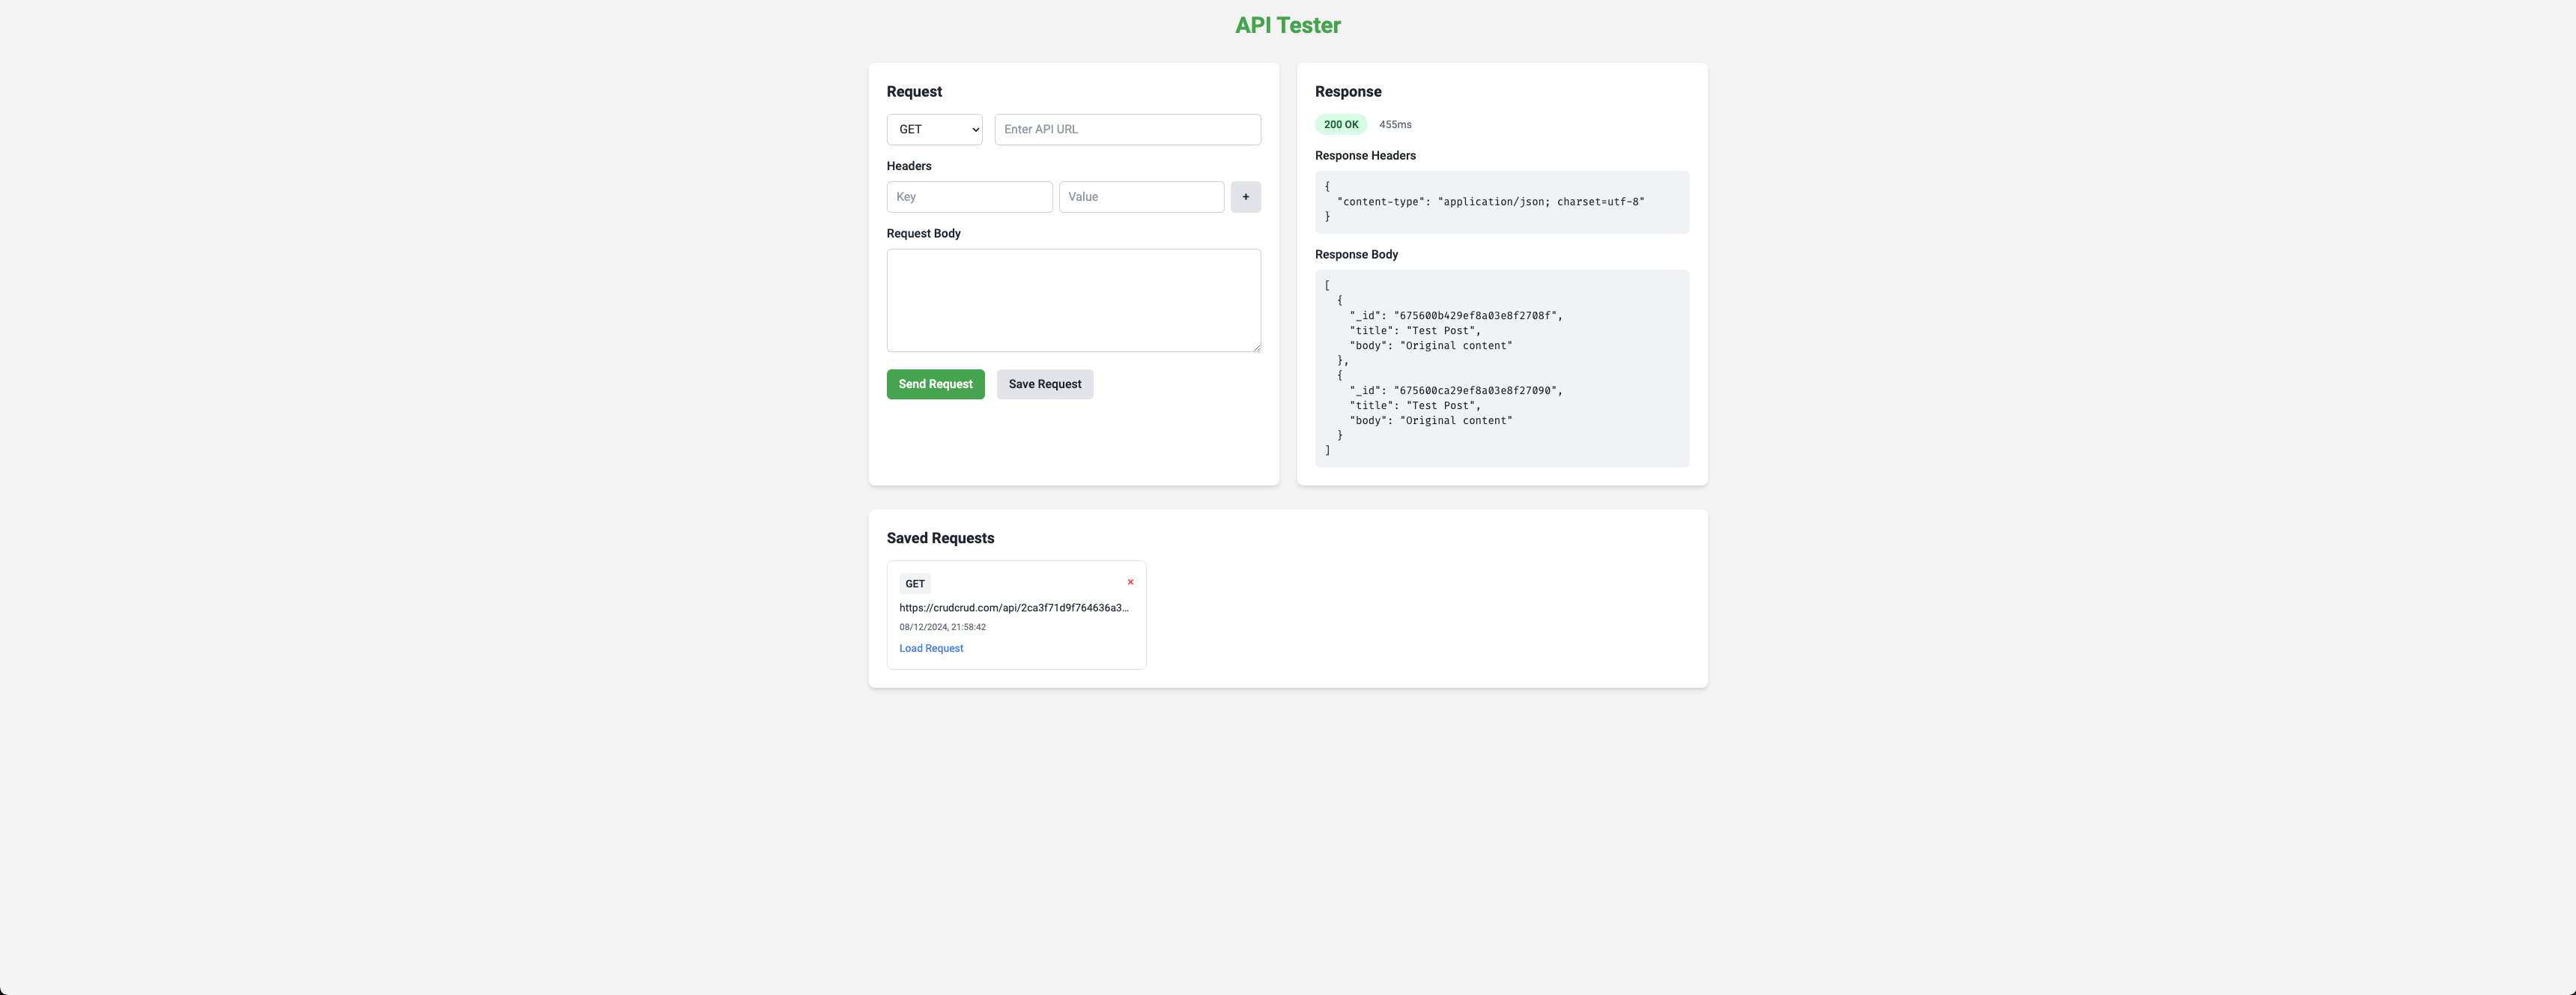 API Tester
Request
GET
Enter API URL
Headers
Key
Value
+
Request Body
Send Request
Save Request
Response
200 OK
455ms
Response Headers
{
"content-type": "application/json; charset=utf-8"
}
Response Body
[
{
"_id": "675600b429ef8a03e8f2708f",
"title": "Test Post",
"body": "Original content"
},
{
"_id": "675600ca29ef8a03e8f27090",
"title": "Test Post",
"body": "Original content"
}
]
Saved Requests
GET
×
https://crudcrud.com/api/2ca3f71d9f764636a3...
08/12/2024, 21:58:42
Load Request